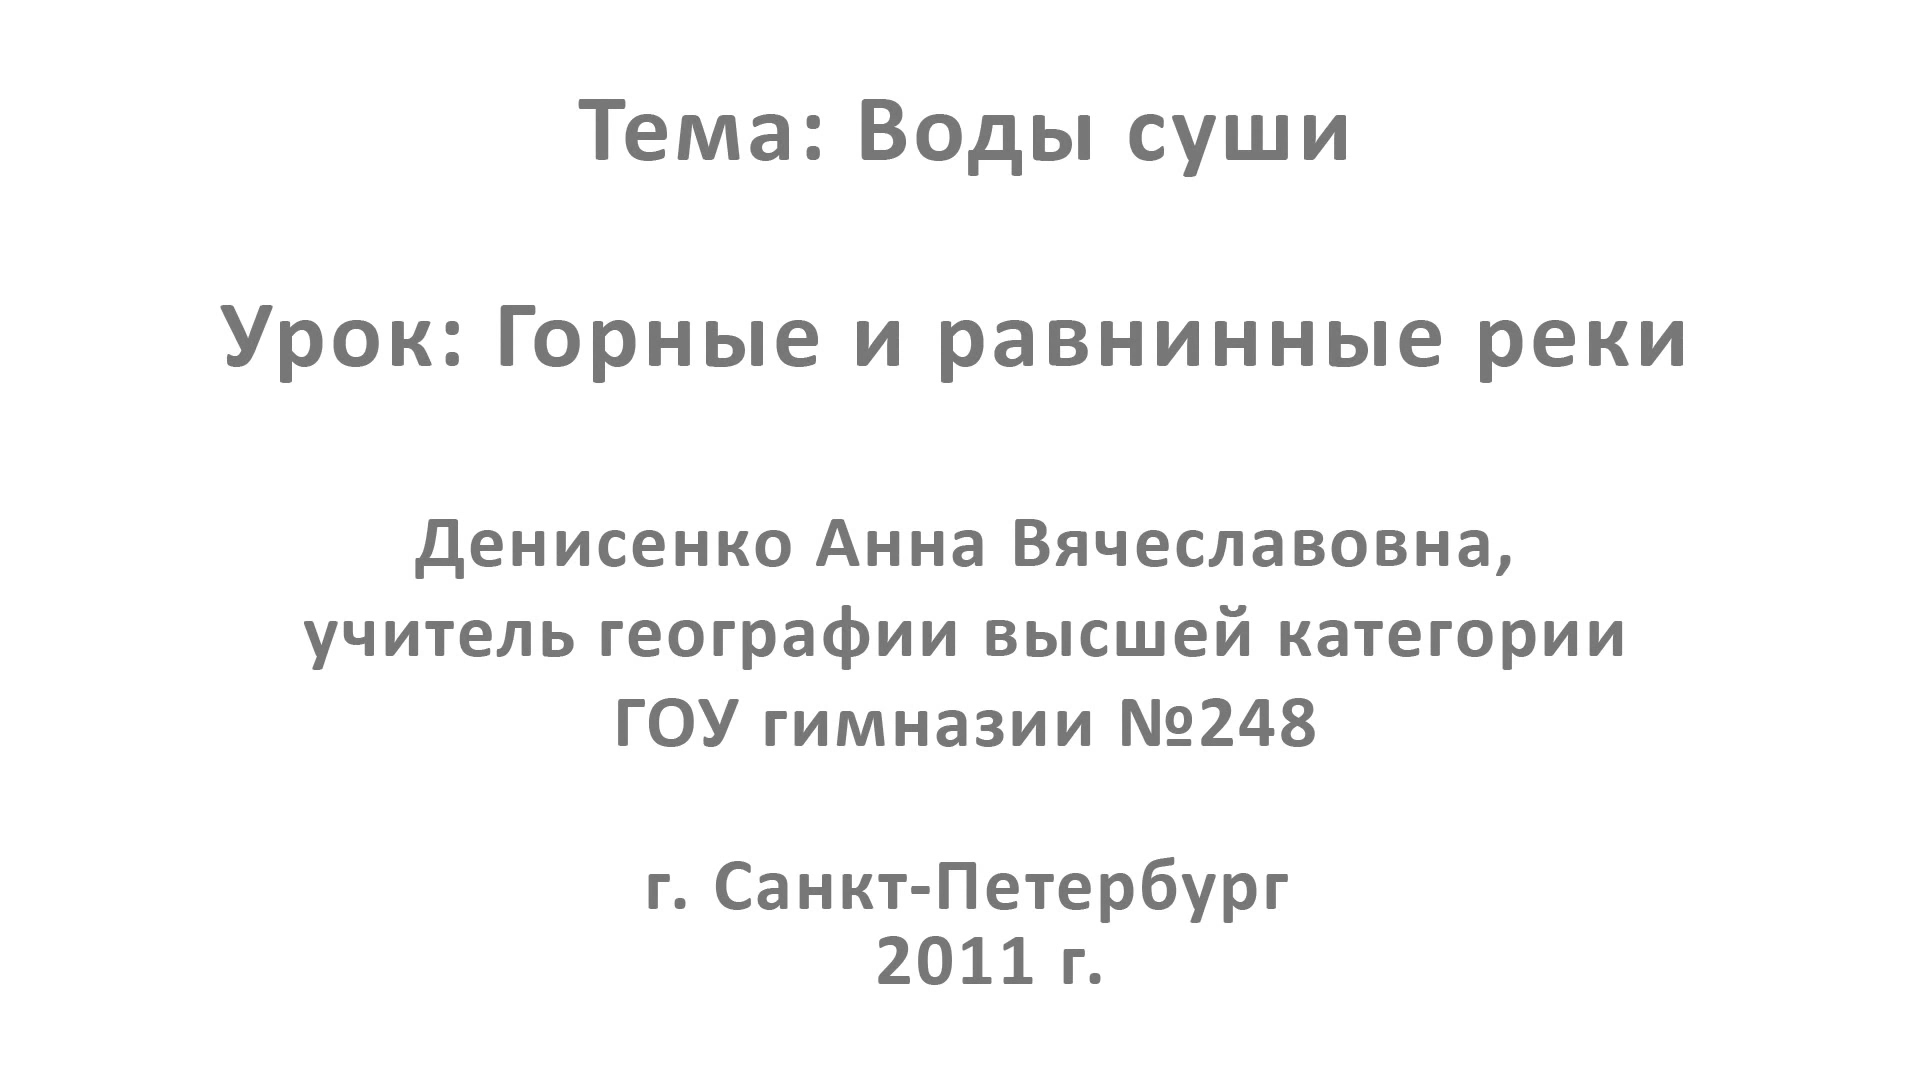 Тема: Воды суши
Урок: Горные и равнинные реки
Денисенко Анна Вячеславовна,
учитель географии высшей категории
ГОУ гимназии №248
г. Санкт-Петербург
2011 г.